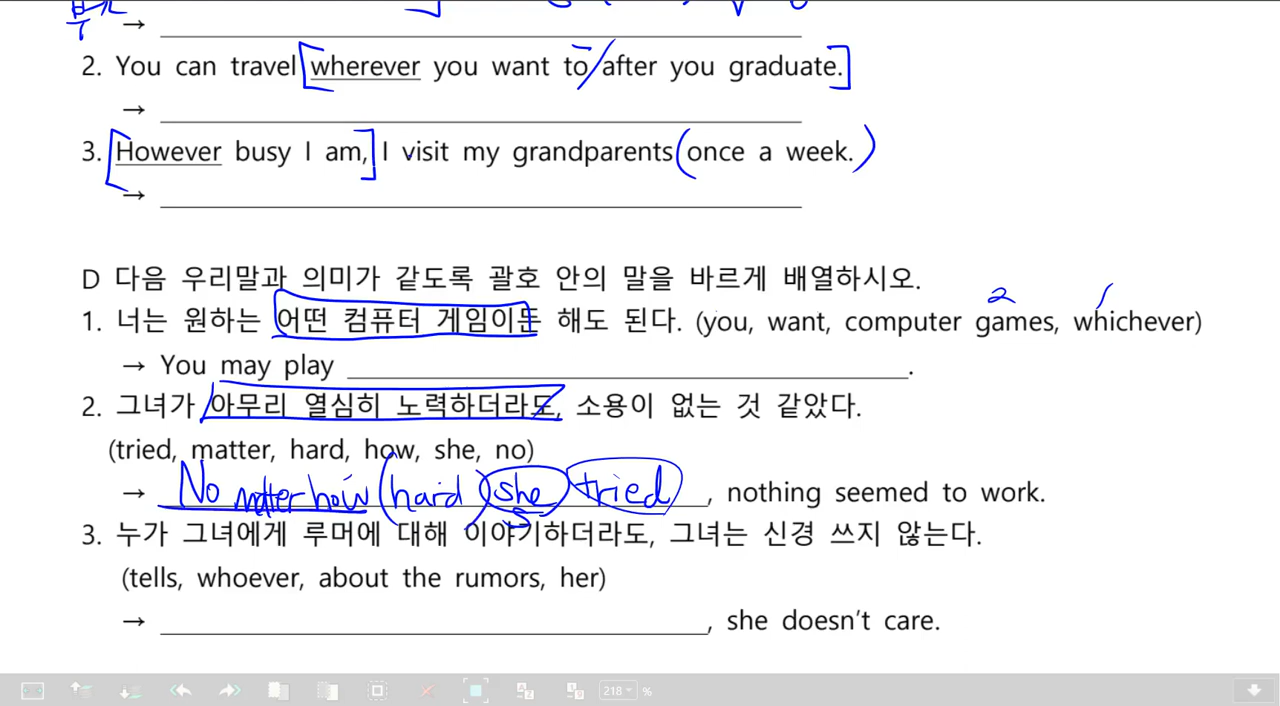 →
2. You can travel wherever you want to after you graduate.
→
3. However busy I am, I visit my grandparents (once a week.)
→
D 다음 우리말과 의미가 같도록 괄호 안의 말을 바르게 배열하시오.
2 1
1. 너는 원하는 어떤 컴퓨터 게임이든 해도 된다. (you, want, computer games, whichever)
→ You may play .
2. 그녀가 아무리 열심히 노력하더라도, 소용이 없는 것 같았다.
(tried, matter, hard, how, she, no)
→ No matter how (hard) she tried , nothing seemed to work.
S
3. 누가 그녀에게 루머에 대해 이야기하더라도, 그녀는 신경 쓰지 않는다.
(tells, whoever, about the rumors, her)
→ , she doesn't care.
218 %